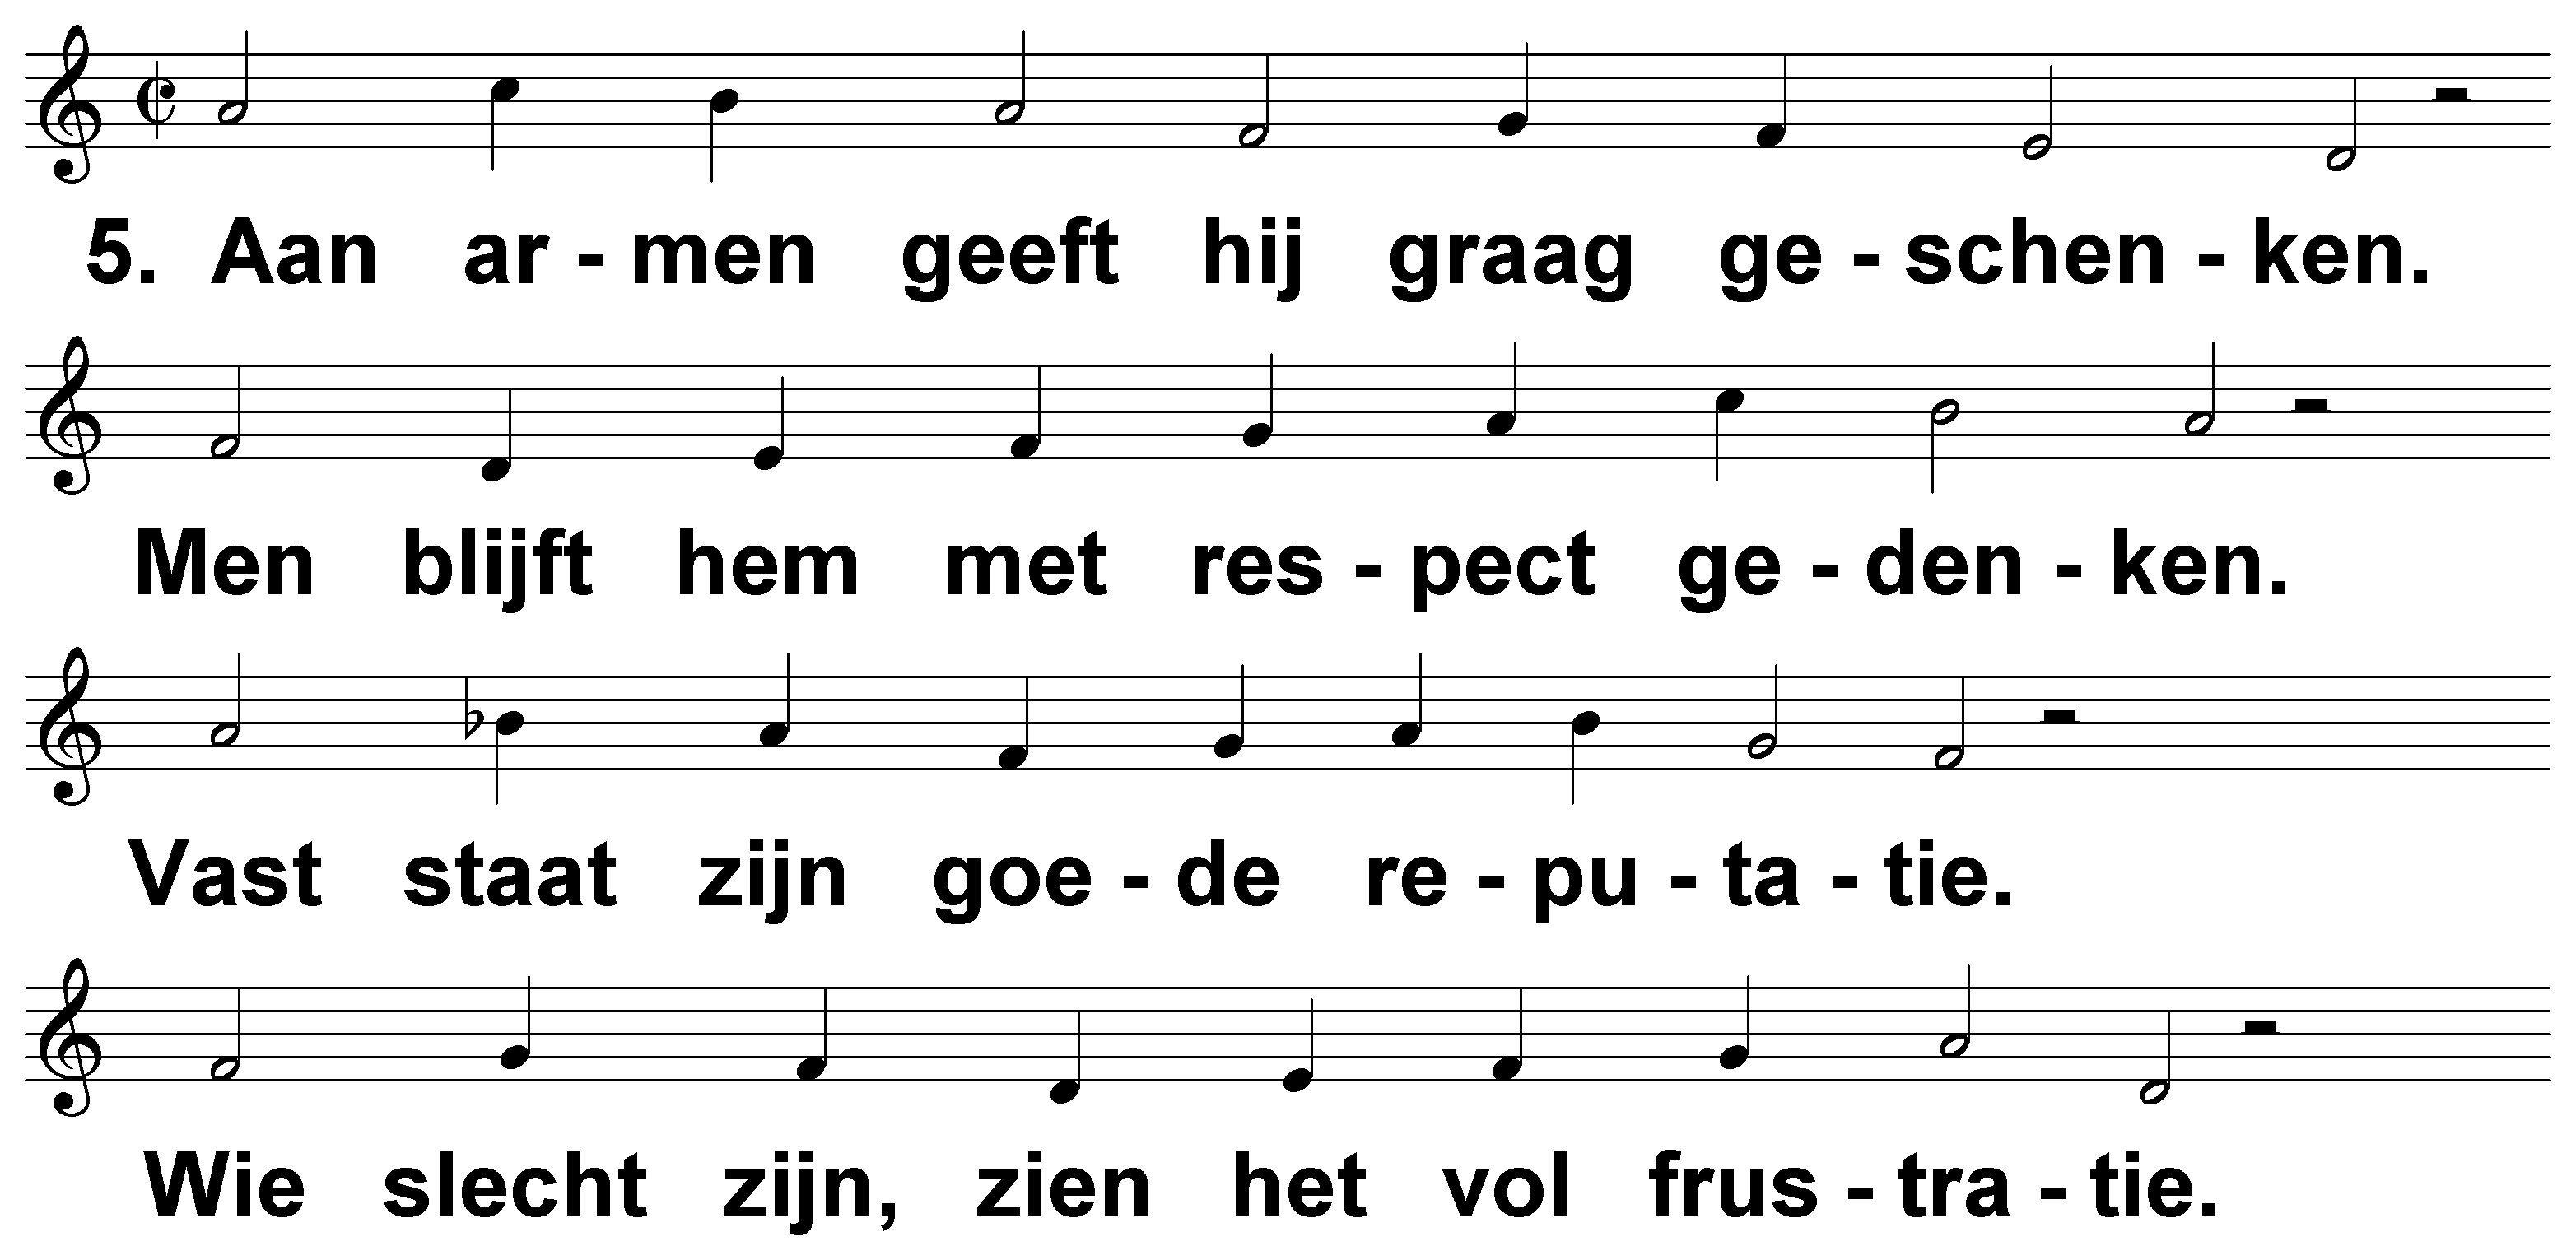 5. Aan ar - men geeft hij graag ge - schen - ken.
Men blijft hem met res - pect ge - den - ken.
Vast staat zijn goe - de re - pu - ta - tie.
Wie slecht zijn, zien het vol frus - tra - tie.